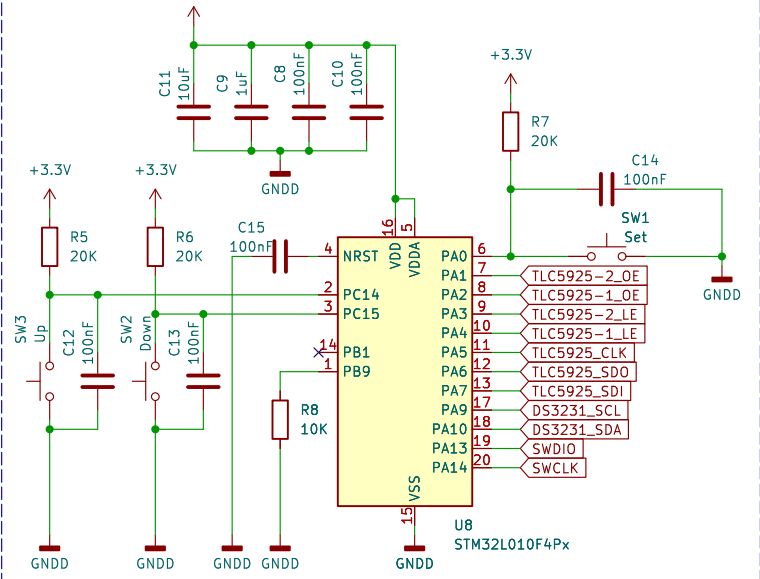 C11
10uF
C9
1uF
C8
100nF
C10
100nF
GNDD
+3.3V
R7
20K
C14
100nF
SW1
Set
GNDD
+3.3V
R5
20K
+3.3V
R6
20K
C15
100nF
SW3
Up
C12
100nF
SW2
Down
C13
100nF
R8
10K
16
VDD
5
VDDA
4 NRST
2 PC14
3 PC15
14 PB1
1 PB9
PA0 6
PA1 7 TLC5925-2_OE
PA2 8 TLC5925-1_OE
PA3 9 TLC5925-2_LE
PA4 10 TLC5925-1_LE
PA5 11 TLC5925_CLK
PA6 12 TLC5925_SDO
PA7 13 TLC5925_SDI
PA9 17 DS3231_SCL
PA10 18 DS3231_SDA
PA13 19 SWDIO
PA14 20 SWCLK
VSS
15
U8
STM32L010F4Px
GNDD
GNDD
GNDD
GNDD
GNDD